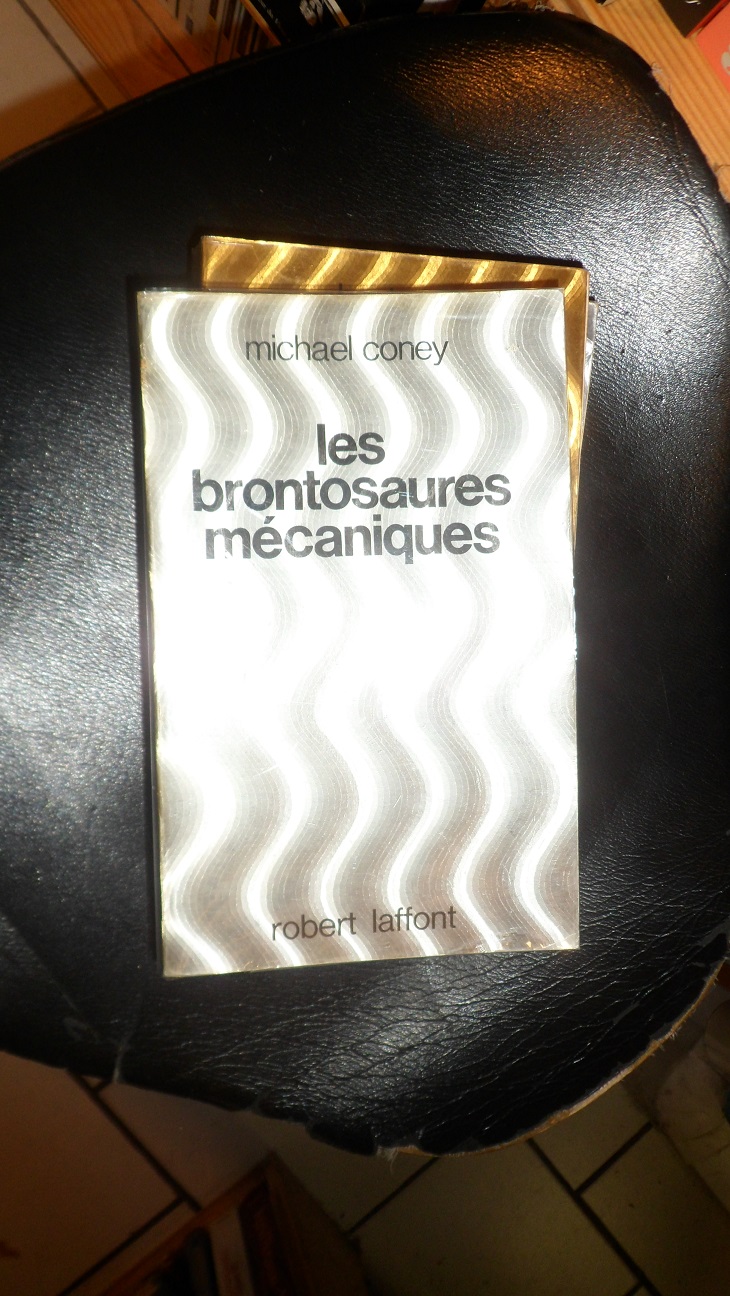 michael coney
les
brontosaures
mécaniques
robert laffont